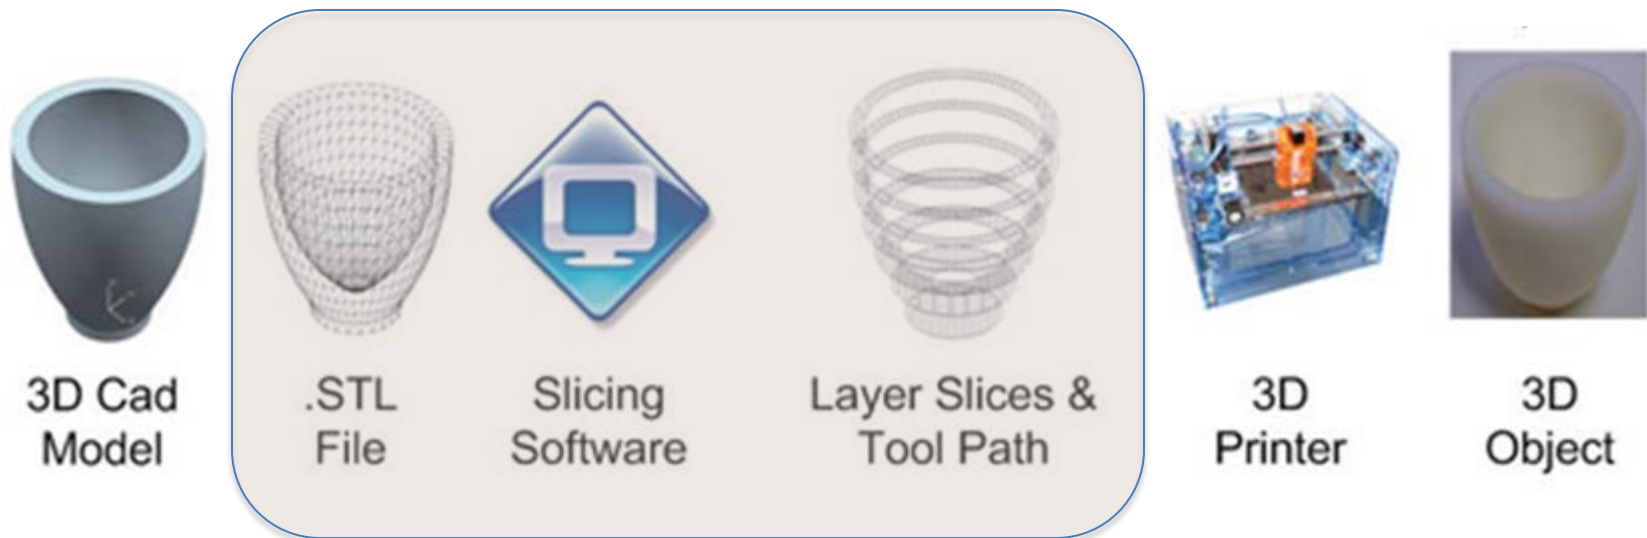 3D Cad
Model
.STL
File
Slicing
Software
Layer Slices &
Tool Path
3D
Printer
3D
Object